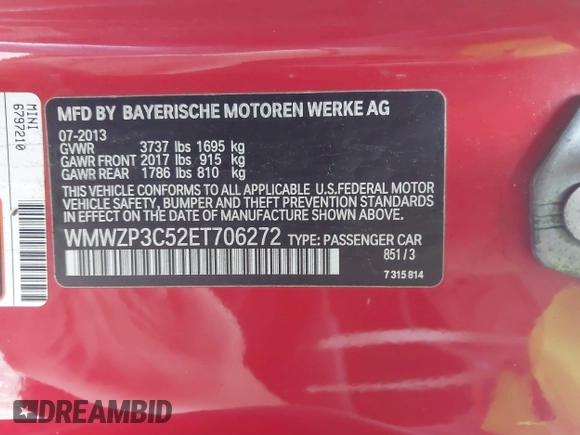 MINI
6797210
MFD BY BAYERISCHE MOTOREN WERKE AG
07-2013
GVWR 3737 lbs 1695 kg
GAWR FRONT 2017 lbs 915 kg
GAWR REAR 1786 lbs 810 kg
THIS VEHICLE CONFORMS TO ALL APPLICABLE U.S.FEDERAL MOTOR
VEHICLE SAFETY, BUMPER AND THEFT PREVENTION STANDARDS
IN EFFECT ON THE DATE OF MANUFACTURE SHOWN ABOVE.
WMWZP3C52ET706272 TYPE: PASSENGER CAR
851/3
7 315 814
DREAMBID